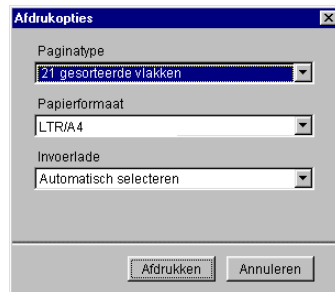 Afdrukopties
Paginatype
21 gesorteerde vlakken
Papierformaat
LTR/A4
Invoerlade
Automatisch selecteren
Afdrukken
Annuleren